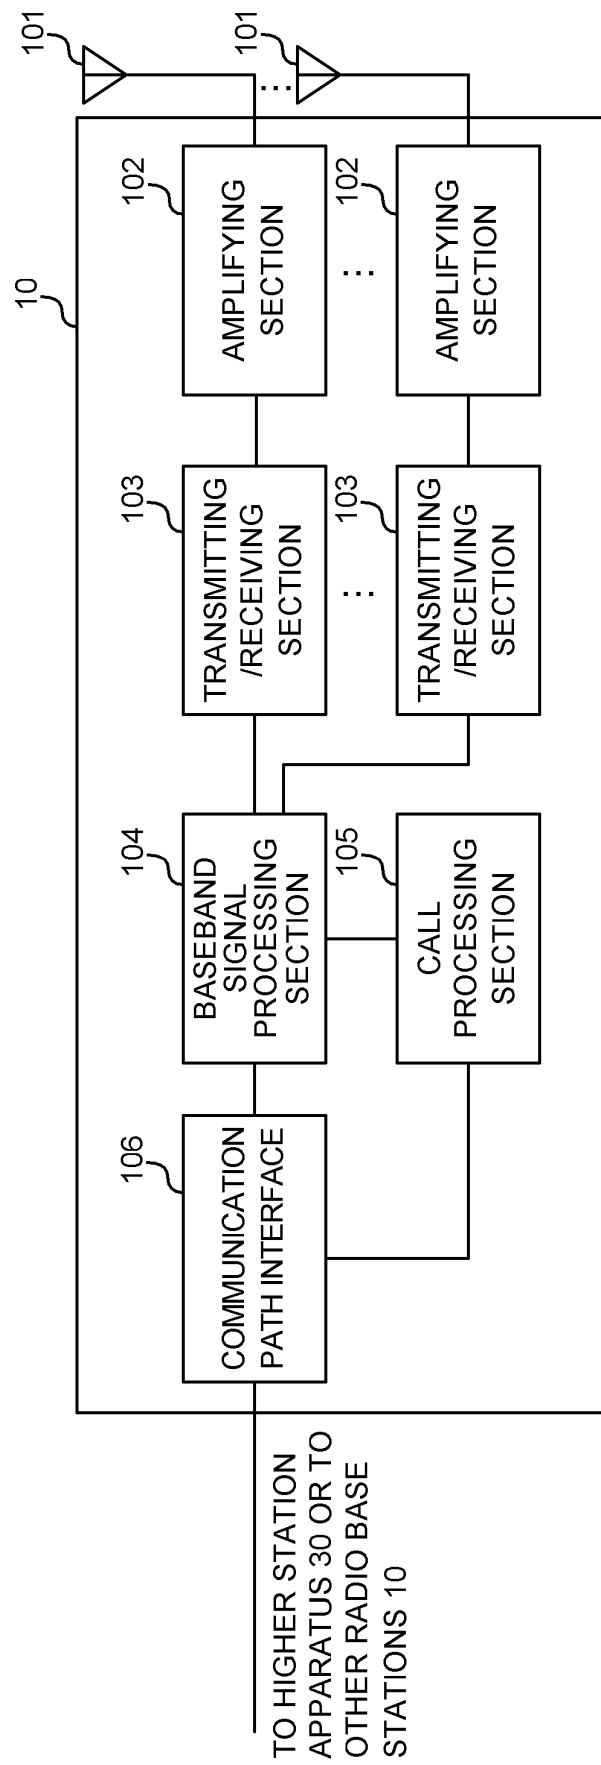 10
101
101
102
AMPLIFYING
SECTION
102
AMPLIFYING
SECTION
...
...
103
TRANSMITTING
/RECEIVING
SECTION
103
TRANSMITTING
/RECEIVING
SECTION
...
104
BASEBAND
SIGNAL
PROCESSING
SECTION
105
CALL
PROCESSING
SECTION
106
COMMUNICATION
PATH INTERFACE
TO HIGHER STATION
APPARATUS 30 OR TO
OTHER RADIO BASE
STATIONS 10